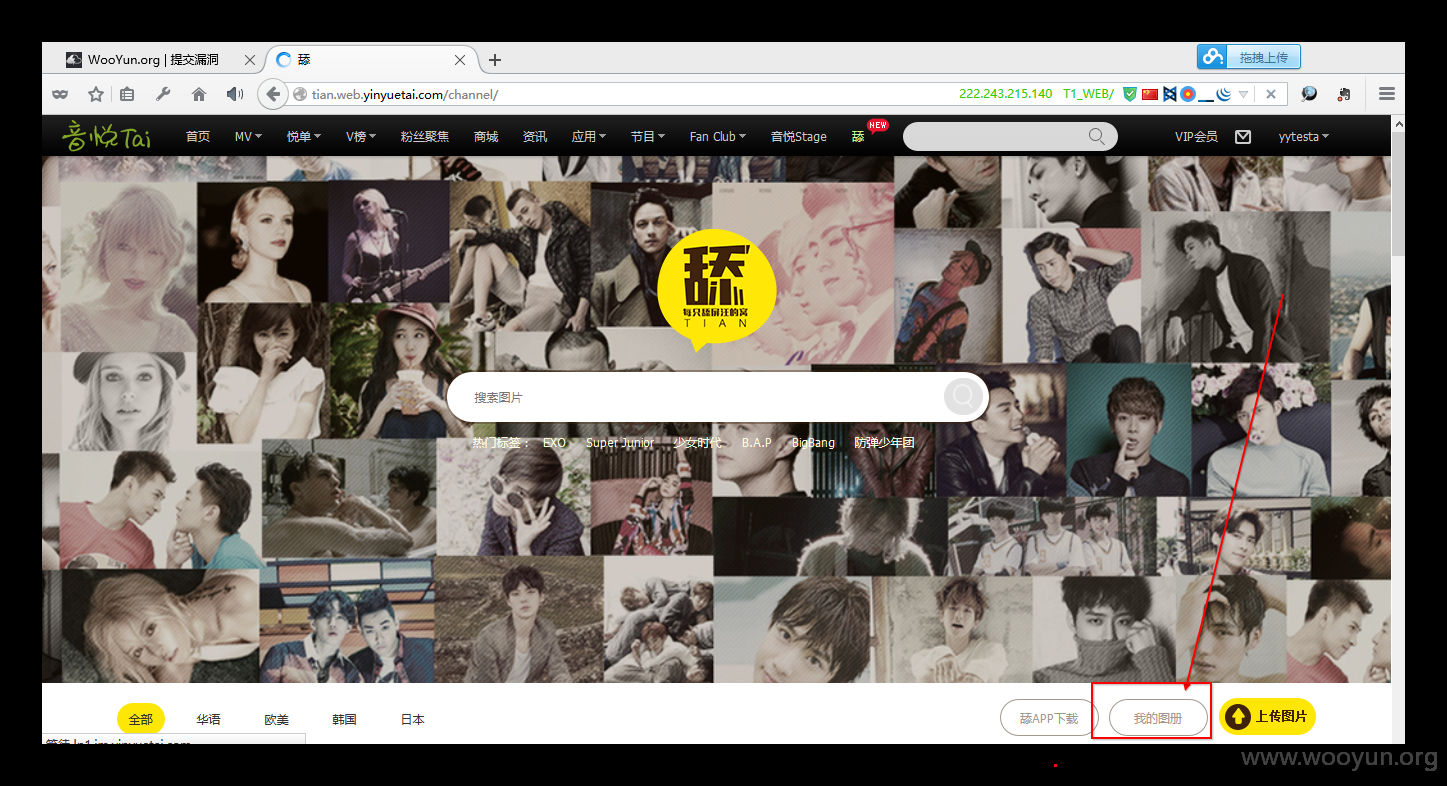 WooYun.org | 提交漏洞
舔
拖拽上传
tian.web.yinyuetai.com/channel/
222.243.215.140 T1_WEB/
音悦Tai
首页 MV 悦单 V榜 粉丝聚焦 商城 资讯 应用 节目 Fan Club 音悦Stage 舔 NEW VIP会员 yytesta
舔
每只舔屏汪的窝
TIAN
搜索图片
热门标签： EXO Super Junior 少女时代 B.A.P BigBang 防弹少年团
全部 华语 欧美 韩国 日本 舔APP下载 我的图册 上传图片
www.wooyun.org